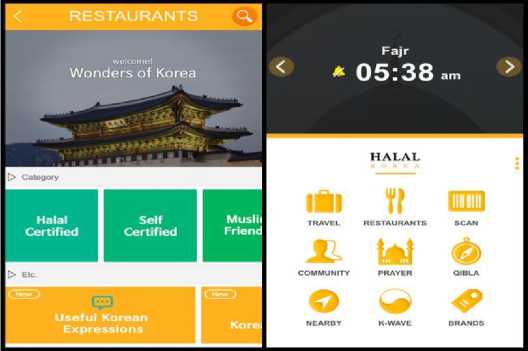 RESTAURANTS
welcome!
Wonders of Korea
Category
Halal
Certified
Self
Certified
Musli
Friend
Etc.
New
Useful Korean
Expressions
New
Kore
Fajr
05:38 am
HALAL
KOREA
TRAVEL
RESTAURANTS
SCAN
COMMUNITY
PRAYER
QIBLA
NEARBY
K-WAVE
BRANDS